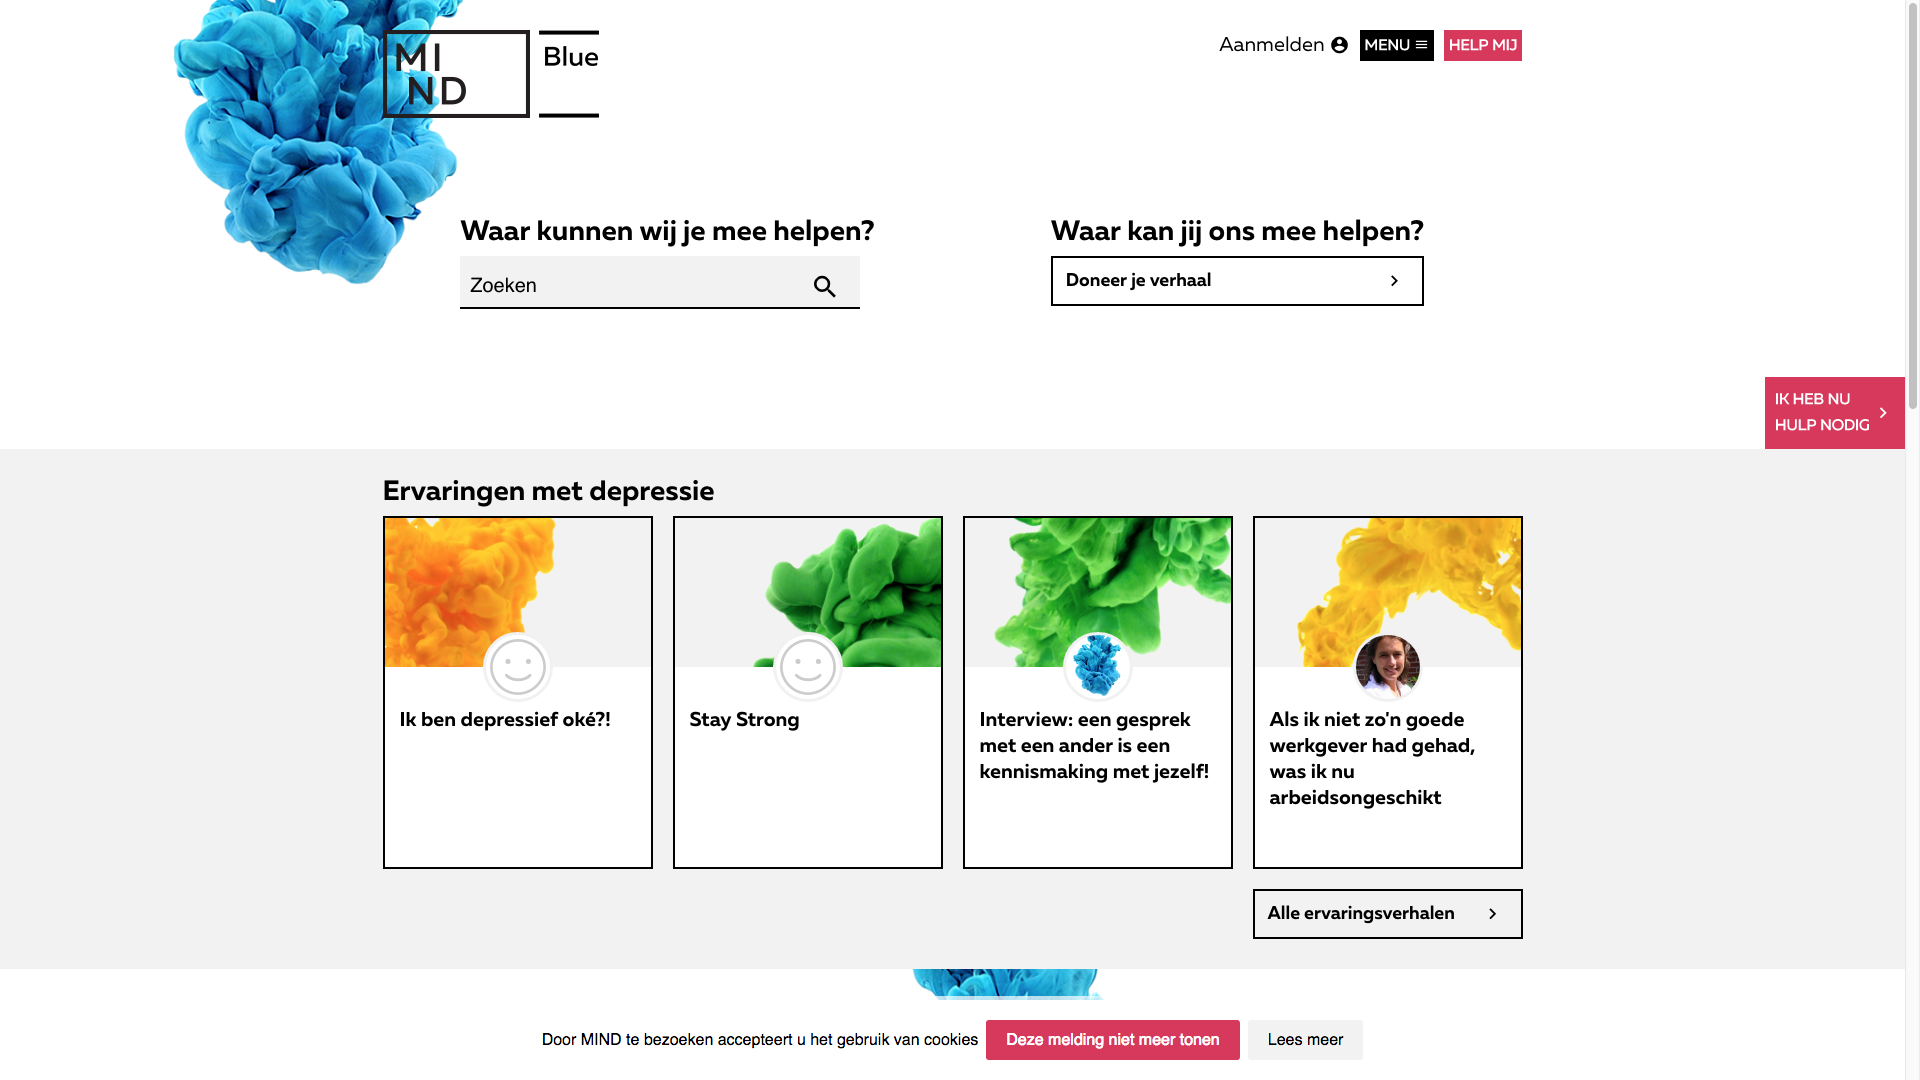 MI
ND
Blue
Aanmelden
MENU
HELP MIJ
Waar kunnen wij je mee helpen?
Zoeken
Waar kan jij ons mee helpen?
Doneer je verhaal
IK HEB NU
HULP NODIG
Ervaringen met depressie
Ik ben depressief oké?!
Stay Strong
Interview: een gesprek
met een ander is een
kennismaking met jezelf!
Als ik niet zo'n goede
werkgever had gehad,
was ik nu
arbeidsongeschikt
Alle ervaringsverhalen
Door MIND te bezoeken accepteert u het gebruik van cookies
Deze melding niet meer tonen
Lees meer